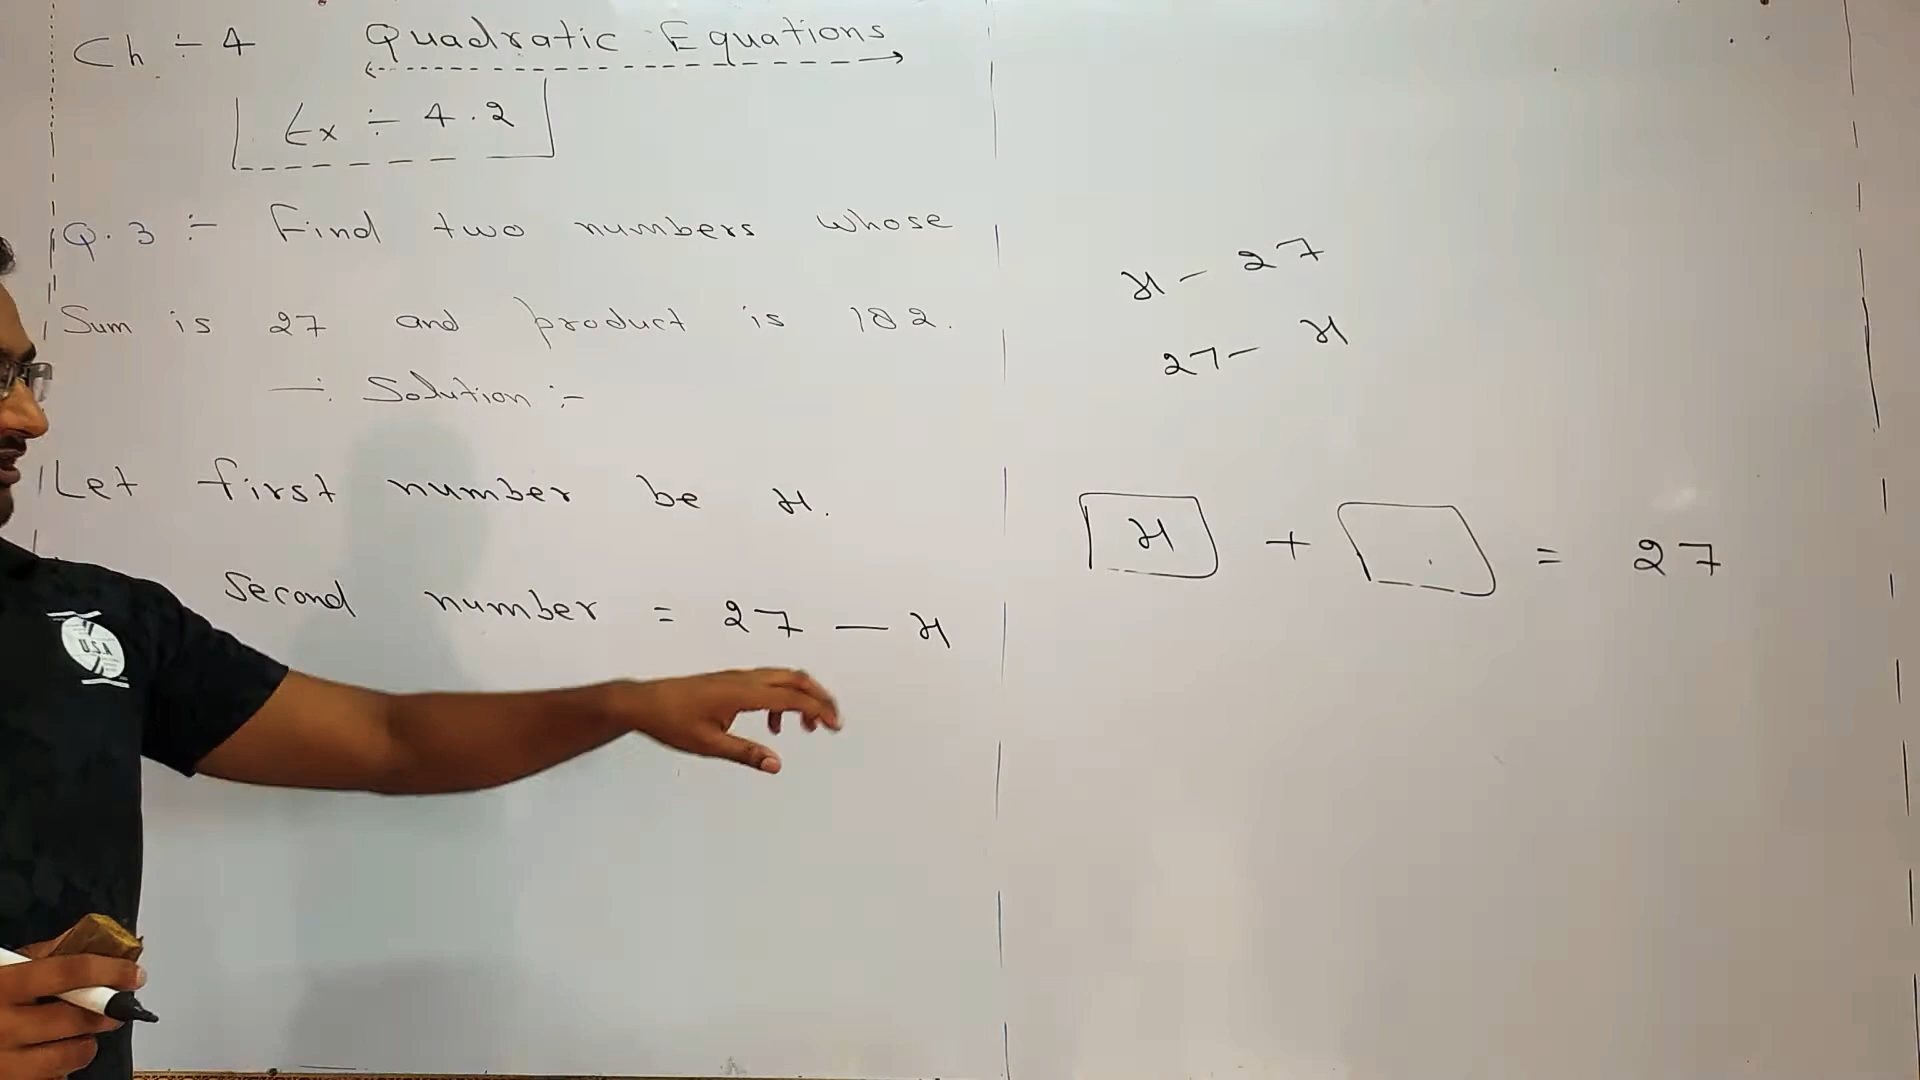 Ch ÷ 4 Quadratic Equations
Ex ÷ 4.2
Q.3 :- Find two numbers whose
Sum is 27 and product is 182.
—: Solution :-
Let first number be x.
Second number = 27 - x
x - 27
27 - x
x + = 27
U.S.A